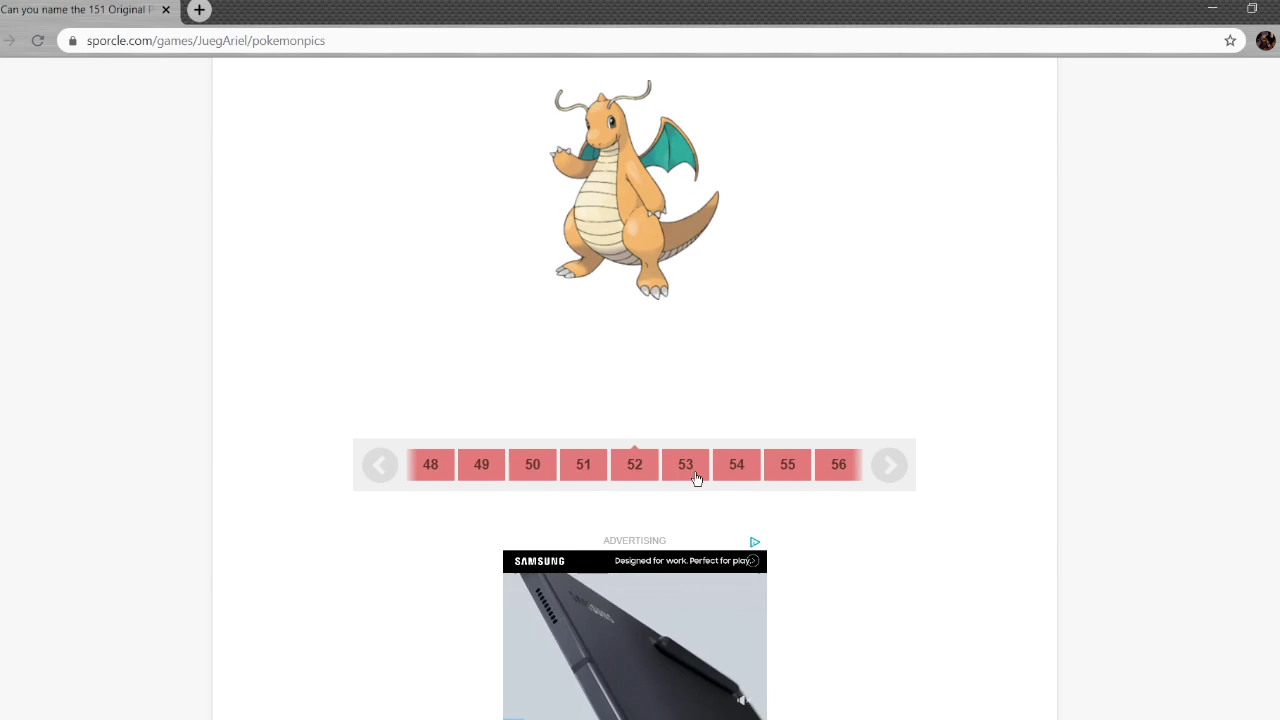 Can you name the 151 Original P
sporcle.com/games/JuegAriel/pokemonpics
48 49 50 51 52 53 54 55 56
ADVERTISING
SAMSUNG Designed for work. Perfect for play.
SAMSUNG